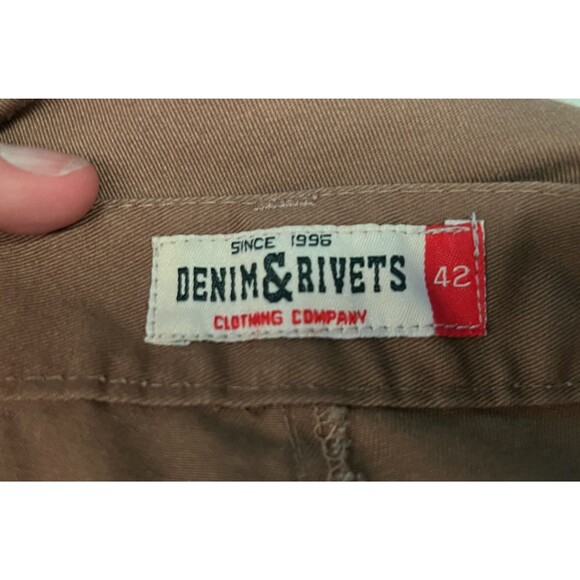 SINCE 1996
DENIM & RIVETS
CLOTHING COMPANY
42